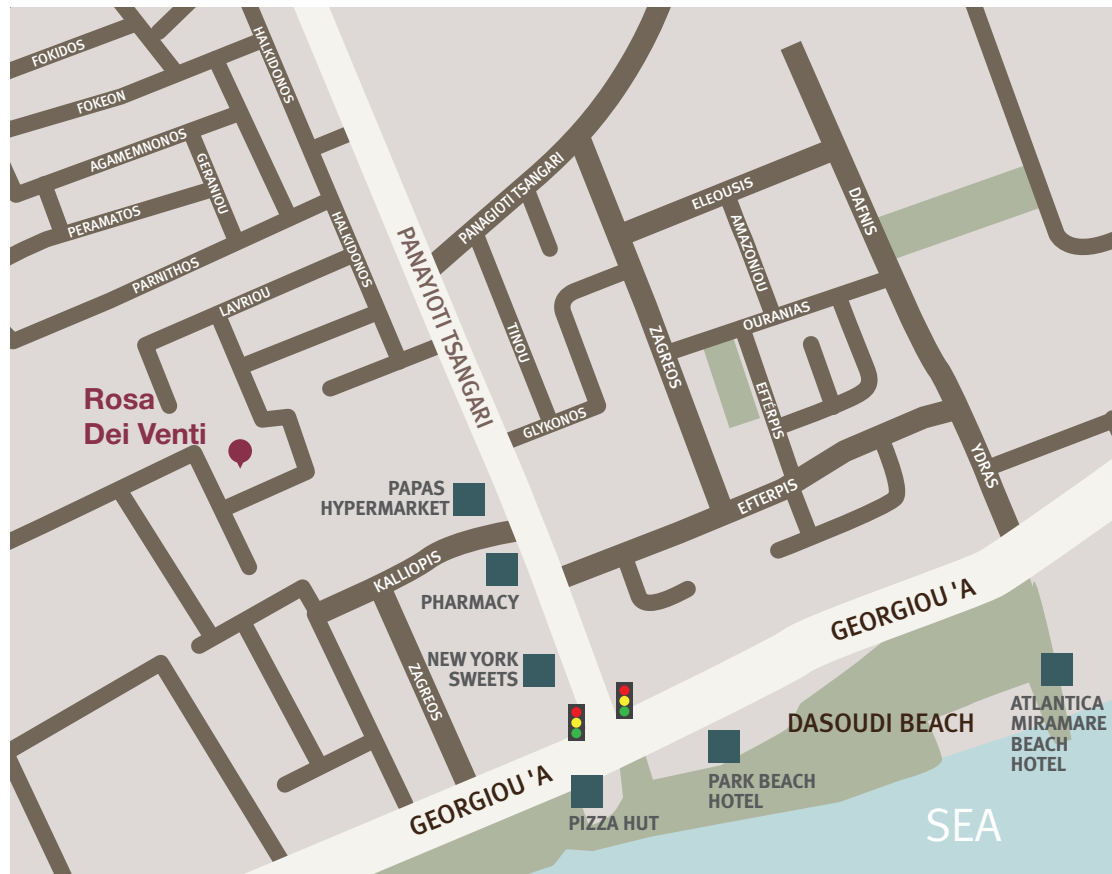 FOKIDOS
HALKIDONOS
FOKEON
AGAMEMNONOS
GERANIOU
PERAMATOS
PARNITHOS
HALKIDONOS
LAVRIOU
PANAYIOTI TSANGARI
PANAGIOTI TSANGARI
ELEOUSIS
DAFNIS
AMAZONÍOU
OURANIAS
TINOU
ZAGREOS
GLYKONOS
EFTÉRPIS
EFTERPIS
YDRAS
Rosa
Dei Venti
PAPAS
HYPERMARKET
KALLIOPIS
PHARMACY
NEW YORK
SWEETS
ZAGREOS
GEORGIOU 'A
GEORGIOU 'A
DASOUDI BEACH
ATLANTICA
MIRAMARE
BEACH
HOTEL
PARK BEACH
HOTEL
PIZZA HUT
SEA